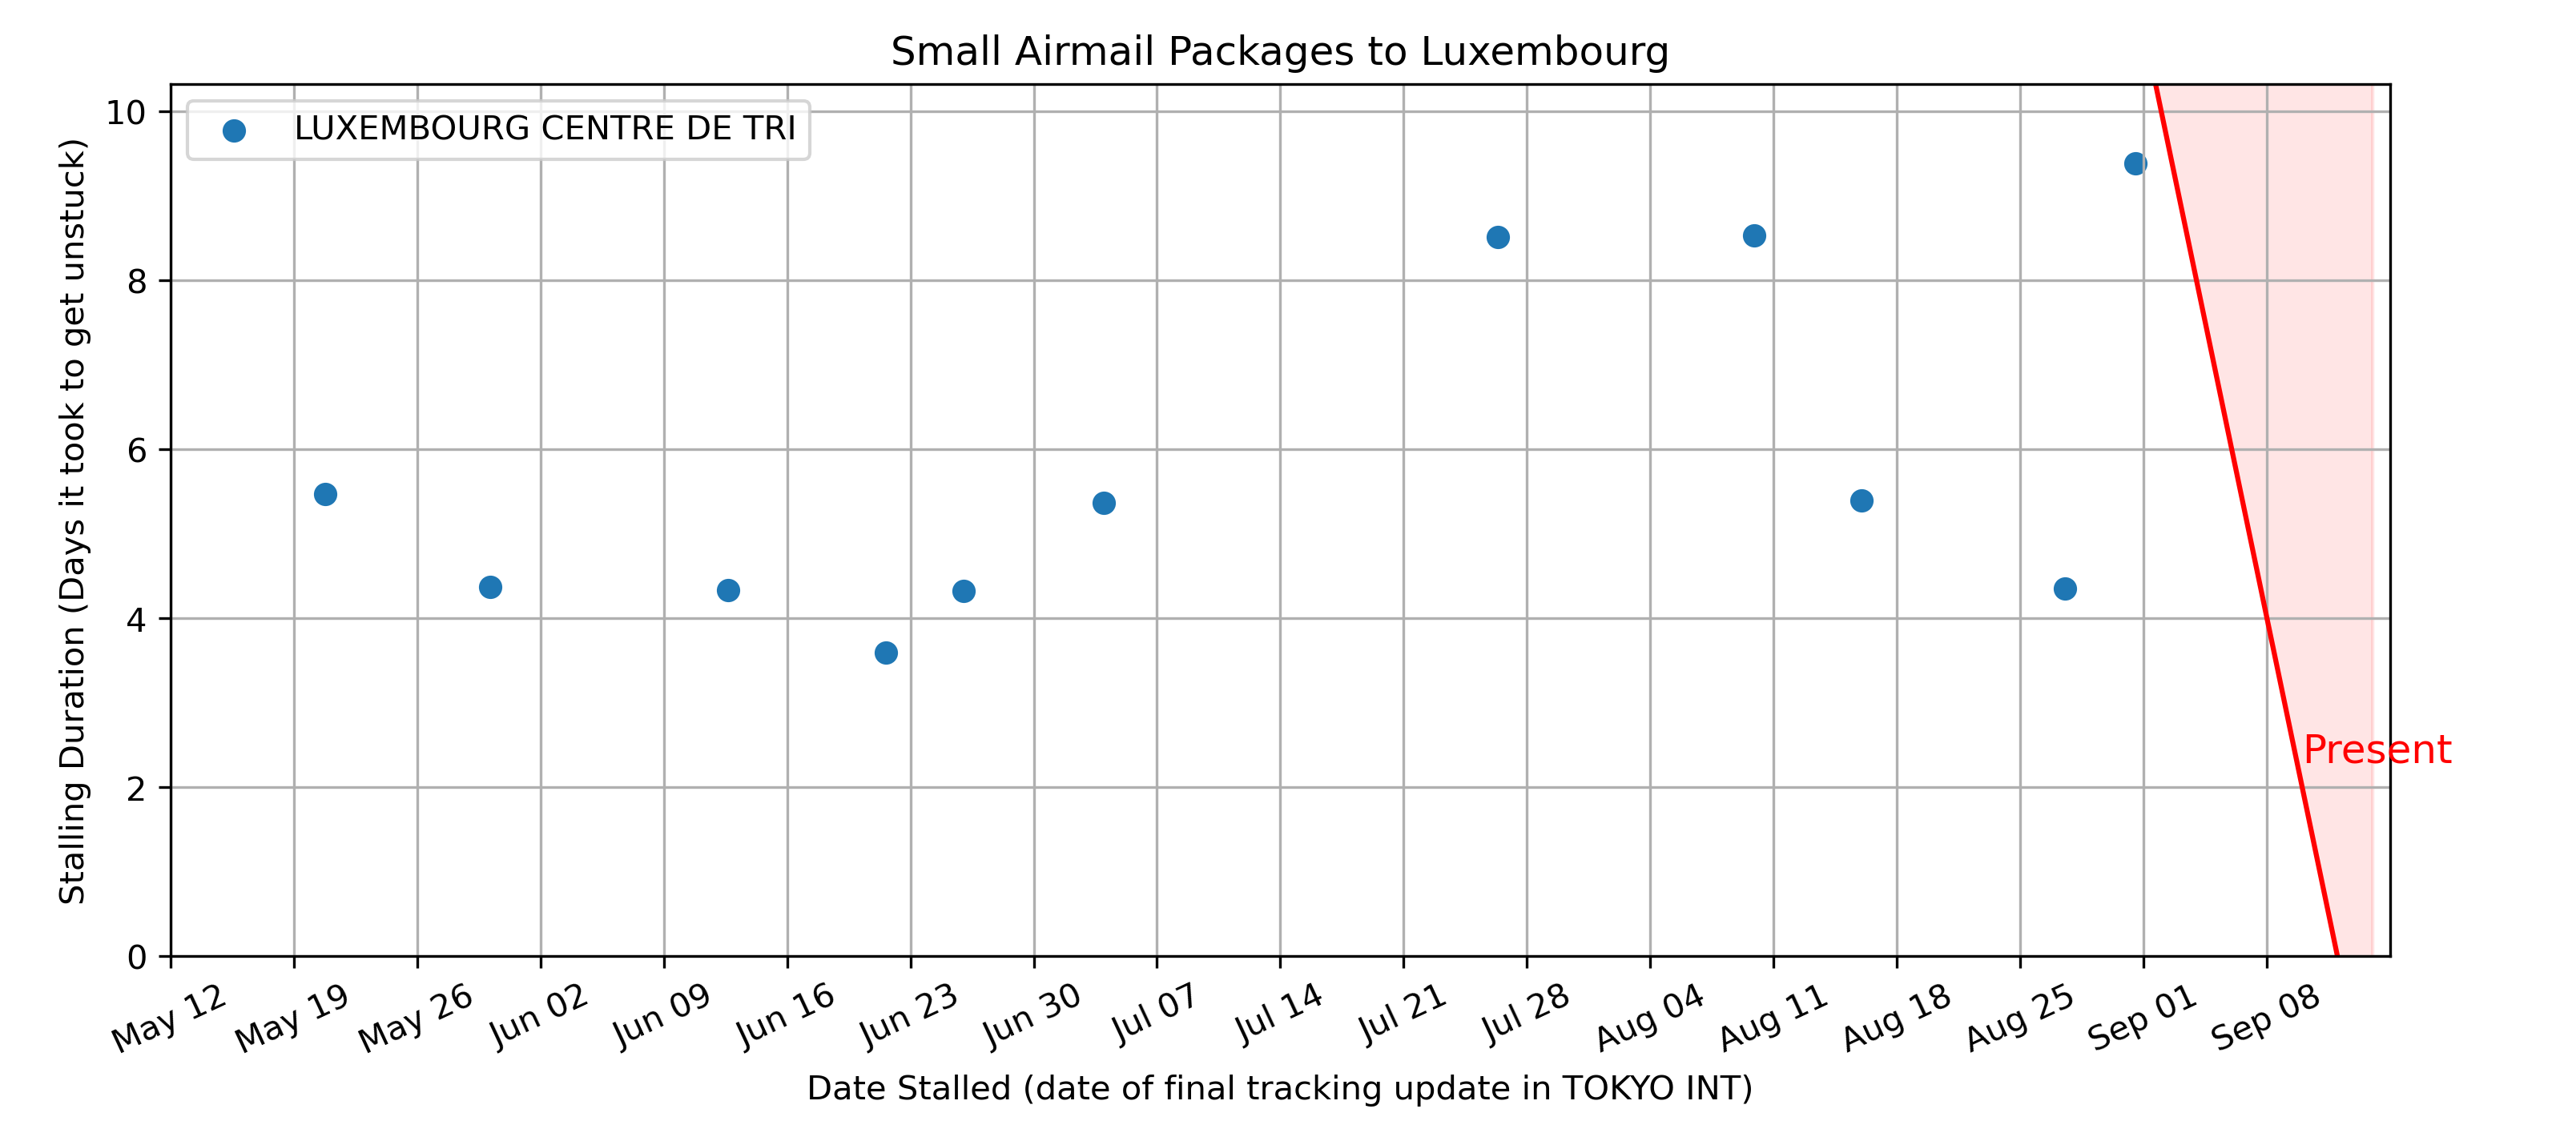 Small Airmail Packages to Luxembourg
LUXEMBOURG CENTRE DE TRI
Stalling Duration (Days it took to get unstuck)
10
8
6
4
2
0
Present
May 12
May 19
May 26
Jun 02
Jun 09
Jun 16
Jun 23
Jun 30
Jul 07
Jul 14
Jul 21
Jul 28
Aug 04
Aug 11
Aug 18
Aug 25
Sep 01
Sep 08
Date Stalled (date of final tracking update in TOKYO INT)